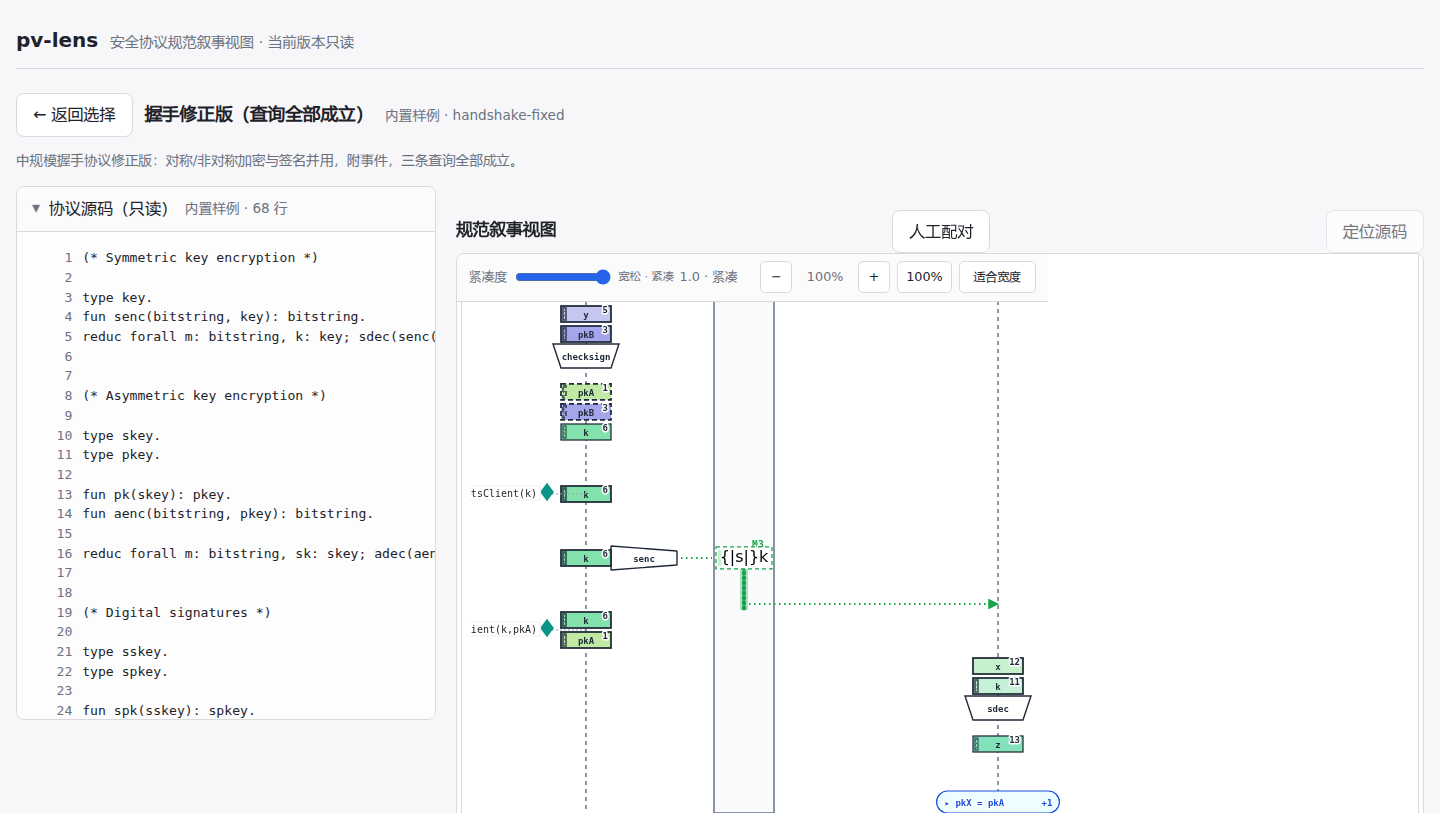 pv-lens 安全协议规范叙事视图 · 当前版本只读
← 返回选择 握手修正版（查询全部成立） 内置样例 · handshake-fixed
中规模握手协议修正版：对称/非对称加密与签名并用，附事件，三条查询全部成立。
▼ 协议源码（只读） 内置样例 · 68 行
1 (* Symmetric key encryption *)
2
3 type key.
4 fun senc(bitstring, key): bitstring.
5 reduc forall m: bitstring, k: key; sdec(senc(
6
7
8 (* Asymmetric key encryption *)
9
10 type skey.
11 type pkey.
12
13 fun pk(skey): pkey.
14 fun aenc(bitstring, pkey): bitstring.
15
16 reduc forall m: bitstring, sk: skey; adec(aen
17
18
19 (* Digital signatures *)
20
21 type sskey.
22 type spkey.
23
24 fun spk(sskey): spkey.
规范叙事视图 人工配对 定位源码
紧凑度 宽松 · 紧凑 1.0 · 紧凑 − 100% + 100% 适合宽度
y 5
pkB 3
checksign
pkA 1
pkB 3
k 6
tsClient(k) k 6
M3
k 6 senc {|s|}k
k 6
ient(k,pkA) pkA 1
x 12
k 11
sdec
z 13
▸ pkX = pkA +1